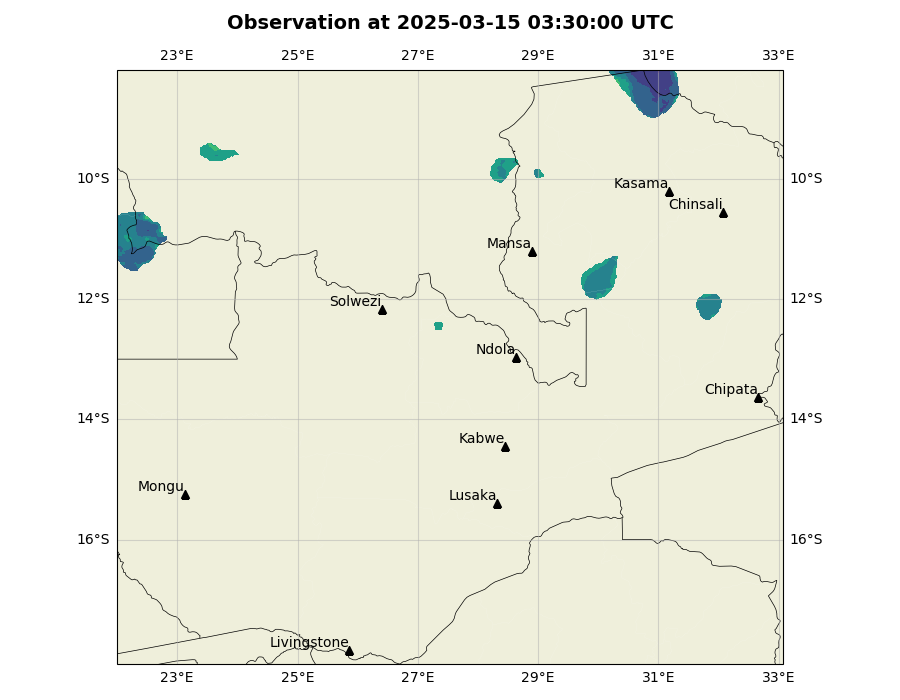 Observation at 2025-03-15 03:30:00 UTC
23°E 25°E 27°E 29°E 31°E 33°E
10°S 10°S
Kasama
Chinsali
Mansa
12°S 12°S
Solwezi
Ndola
Chipata
14°S 14°S
Kabwe
Mongu
Lusaka
16°S 16°S
Livingstone
23°E 25°E 27°E 29°E 31°E 33°E